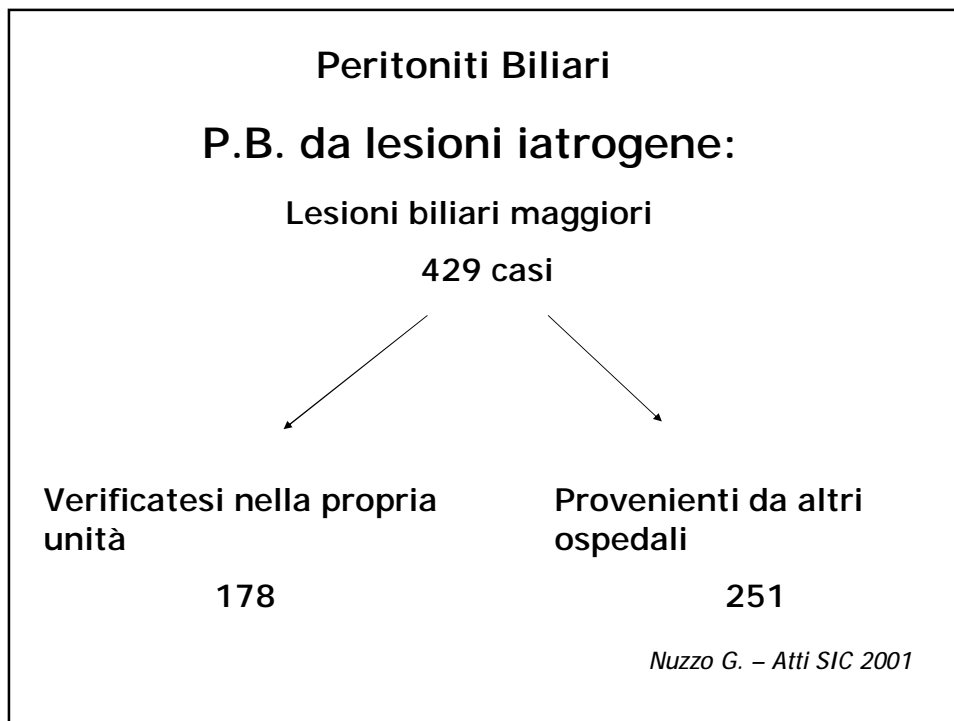 Peritoniti Biliari
P.B. da lesioni iatrogene:
Lesioni biliari maggiori
429 casi
Verificatesi nella propria
unità
178
Provenienti da altri
ospedali
251
Nuzzo G. – Atti SIC 2001